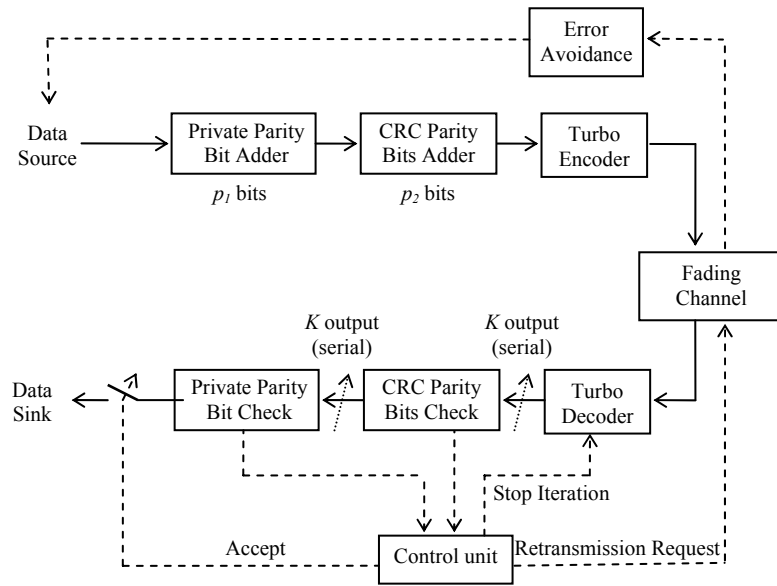 Error
Avoidance
Data
Source
Private Parity
Bit Adder
CRC Parity
Bits Adder
Turbo
Encoder
p1 bits
p2 bits
Fading
Channel
K output
(serial)
K output
(serial)
Data
Sink
Private Parity
Bit Check
CRC Parity
Bits Check
Turbo
Decoder
Stop Iteration
Accept
Control unit
Retransmission Request